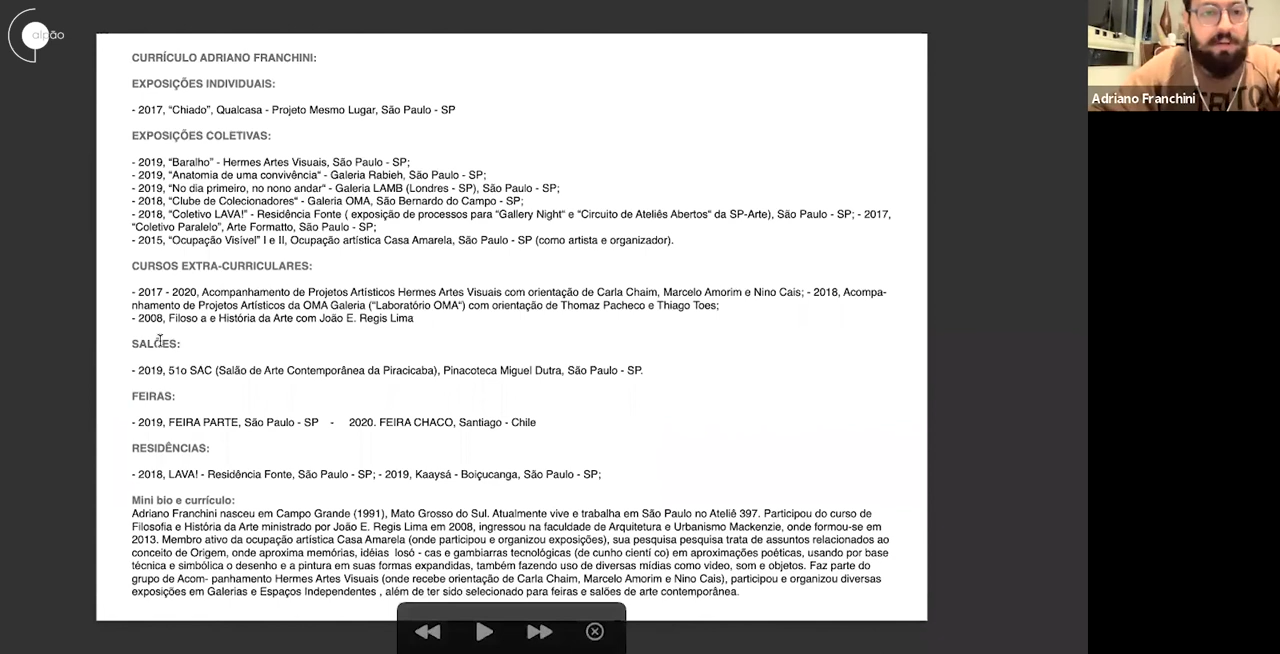 alpão
Adriano Franchini
CURRÍCULO ADRIANO FRANCHINI:
EXPOSIÇÕES INDIVIDUAIS:
- 2017, “Chiado”, Qualcasa - Projeto Mesmo Lugar, São Paulo - SP
EXPOSIÇÕES COLETIVAS:
- 2019, “Baralho” - Hermes Artes Visuais, São Paulo - SP;
- 2019, “Anatomia de uma convivência“ - Galeria Rabieh, São Paulo - SP;
- 2019, “No dia primeiro, no nono andar“ - Galeria LAMB (Londres - SP), São Paulo - SP;
- 2018, “Clube de Colecionadores“ - Galeria OMA, São Bernardo do Campo - SP;
- 2018, “Coletivo LAVA!” - Residência Fonte ( exposição de processos para “Gallery Night“ e “Circuito de Ateliês Abertos“ da SP-Arte), São Paulo - SP; - 2017,
“Coletivo Paralelo”, Arte Formatto, São Paulo - SP;
- 2015, “Ocupação Visível” I e II, Ocupação artística Casa Amarela, São Paulo - SP (como artista e organizador).
CURSOS EXTRA-CURRICULARES:
- 2017 - 2020, Acompanhamento de Projetos Artísticos Hermes Artes Visuais com orientação de Carla Chaim, Marcelo Amorim e Nino Cais; - 2018, Acompa-
nhamento de Projetos Artísticos da OMA Galeria (“Laboratório OMA“) com orientação de Thomaz Pacheco e Thiago Toes;
- 2008, Filoso a e História da Arte com João E. Regis Lima
SALÕES:
- 2019, 51o SAC (Salão de Arte Contemporânea da Piracicaba), Pinacoteca Miguel Dutra, São Paulo - SP.
FEIRAS:
- 2019, FEIRA PARTE, São Paulo - SP - 2020. FEIRA CHACO, Santiago - Chile
RESIDÊNCIAS:
- 2018, LAVA! - Residência Fonte, São Paulo - SP; - 2019, Kaaysá - Boiçucanga, São Paulo - SP;
Mini bio e currículo:
Adriano Franchini nasceu em Campo Grande (1991), Mato Grosso do Sul. Atualmente vive e trabalha em São Paulo no Ateliê 397. Participou do curso de
Filosofia e História da Arte ministrado por João E. Regis Lima em 2008, ingressou na faculdade de Arquitetura e Urbanismo Mackenzie, onde formou-se em
2013. Membro ativo da ocupação artística Casa Amarela (onde participou e organizou exposições), sua pesquisa pesquisa trata de assuntos relacionados ao
conceito de Origem, onde aproxima memórias, idéias losó - cas e gambiarras tecnológicas (de cunho cientí co) em aproximações poéticas, usando por base
técnica e simbólica o desenho e a pintura em suas formas expandidas, também fazendo uso de diversas mídias como video, som e objetos. Faz parte do
grupo de Acom- panhamento Hermes Artes Visuais (onde recebe orientação de Carla Chaim, Marcelo Amorim e Nino Cais), participou e organizou diversas
exposições em Galerias e Espaços Independentes , além de ter sido selecionado para feiras e salões de arte contemporânea.